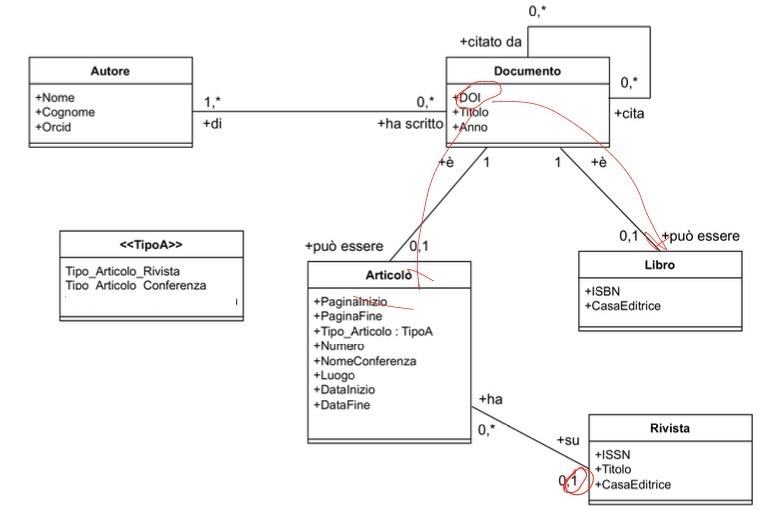 0,*
+citato da
Autore
+Nome
+Cognome
+Orcid
1,*
+di
0,*
+ha scritto
Documento
+DOI
+Titolo
+Anno
0,*
+cita
+è
1
1
+è
<<TipoA>>
Tipo_Articolo_Rivista
Tipo_Articolo_Conferenza
+può essere
0,1
0,1
+può essere
Articolo
+PaginaInizio
+PaginaFine
+Tipo_Articolo : TipoA
+Numero
+NomeConferenza
+Luogo
+DataInizio
+DataFine
Libro
+ISBN
+CasaEditrice
+ha
0,*
+su
0,1
Rivista
+ISSN
+Titolo
+CasaEditrice